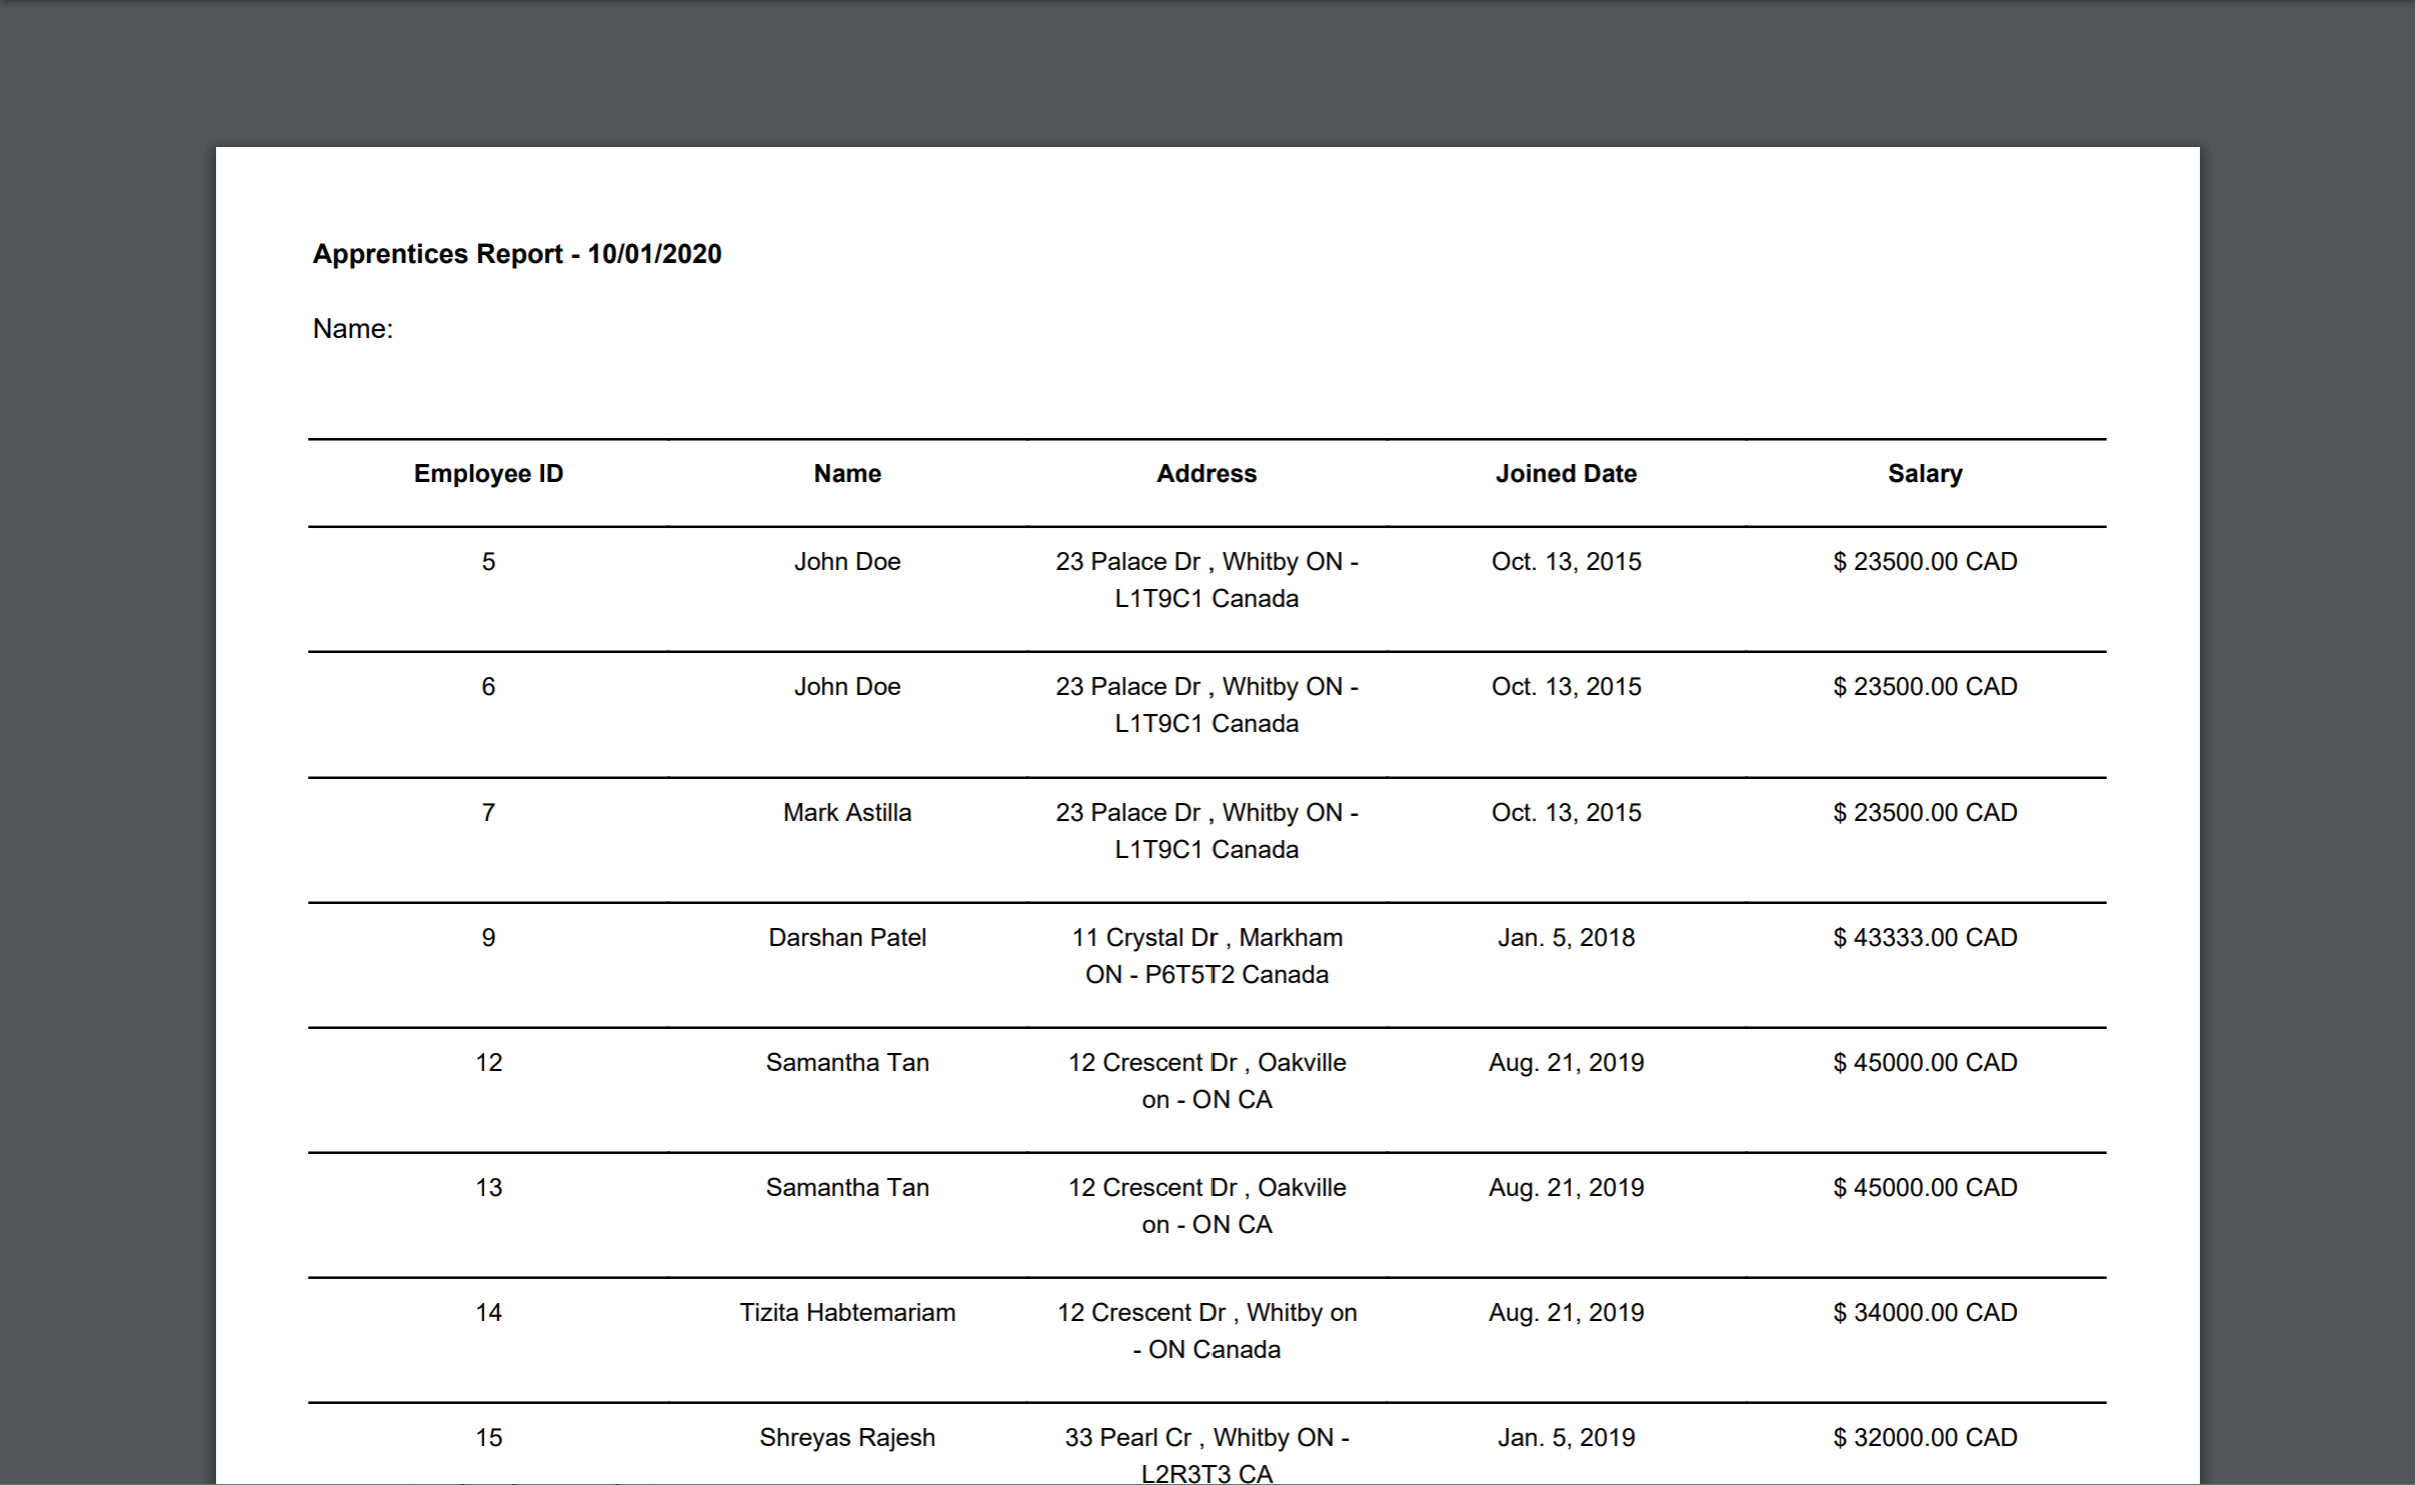 Apprentices Report - 10/01/2020
Name:
Employee ID Name Address Joined Date Salary
5 John Doe 23 Palace Dr , Whitby ON - Oct. 13, 2015 $ 23500.00 CAD
L1T9C1 Canada
6 John Doe 23 Palace Dr , Whitby ON - Oct. 13, 2015 $ 23500.00 CAD
L1T9C1 Canada
7 Mark Astilla 23 Palace Dr , Whitby ON - Oct. 13, 2015 $ 23500.00 CAD
L1T9C1 Canada
9 Darshan Patel 11 Crystal Dr , Markham Jan. 5, 2018 $ 43333.00 CAD
ON - P6T5T2 Canada
12 Samantha Tan 12 Crescent Dr , Oakville Aug. 21, 2019 $ 45000.00 CAD
on - ON CA
13 Samantha Tan 12 Crescent Dr , Oakville Aug. 21, 2019 $ 45000.00 CAD
on - ON CA
14 Tizita Habtemariam 12 Crescent Dr , Whitby on Aug. 21, 2019 $ 34000.00 CAD
- ON Canada
15 Shreyas Rajesh 33 Pearl Cr , Whitby ON - Jan. 5, 2019 $ 32000.00 CAD
L2R3T3 CA